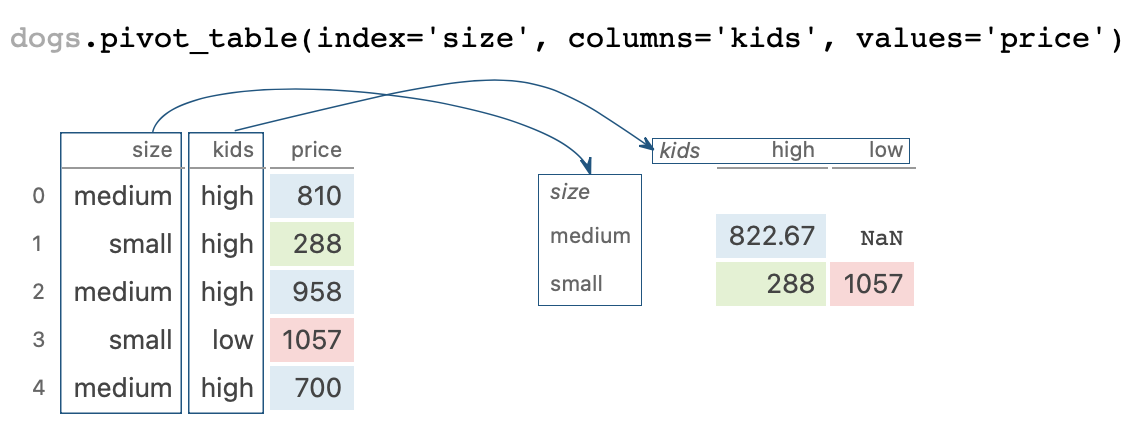 dogs.pivot_table(index='size', columns='kids', values='price')
size kids price
kids high low
0 medium high 810
size
1 small high 288
medium 822.67 NaN
2 medium high 958
small 288 1057
3 small low 1057
4 medium high 700